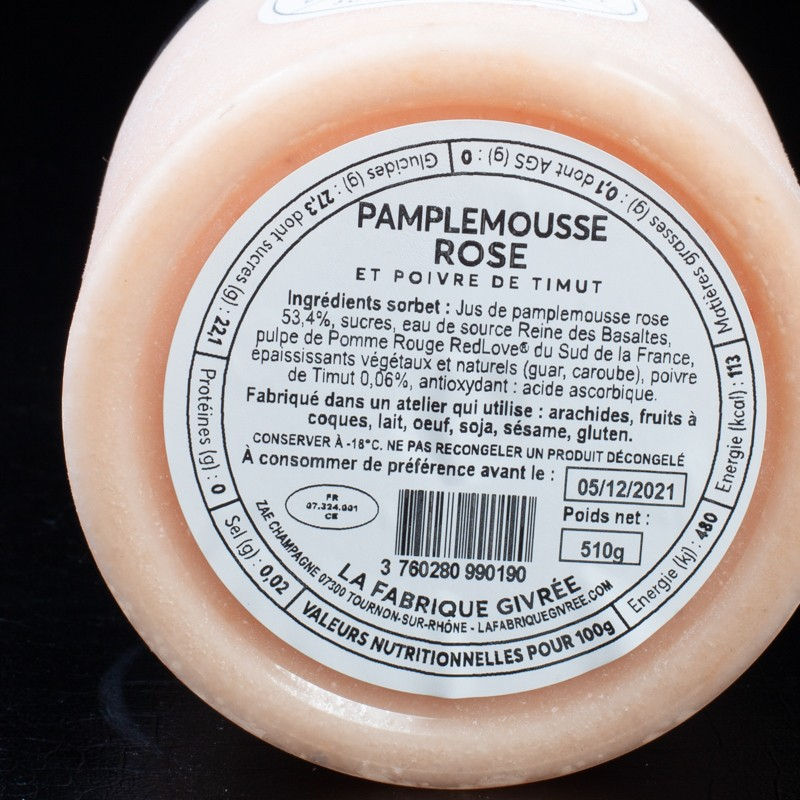 PAMPLEMOUSSE
ROSE
ET POIVRE DE TIMUT
Ingrédients sorbet : Jus de pamplemousse rose
53,4%, sucres, eau de source Reine des Basaltes,
pulpe de Pomme Rouge RedLove® du Sud de la France,
épaississants végétaux et naturels (guar, caroube), poivre
de Timut 0,06%, antioxydant : acide ascorbique.
Fabriqué dans un atelier qui utilise : arachides, fruits à
coques, lait, oeuf, soja, sésame, gluten.
CONSERVER À -18°C. NE PAS RECONGELER UN PRODUIT DÉCONGELÉ
À consommer de préférence avant le :
05/12/2021
Poids net :
510g
FR
07.324.001
CE
3 760280 990190
LA FABRIQUE GIVRÉE
ZAE CHAMPAGNE 07300 TOURNON-SUR-RHÔNE - LAFABRIQUEGIVREE.COM
VALEURS NUTRITIONNELLES POUR 100g
Energie (kj) : 480
Energie (kcal) : 113
Matières grasses (g) : 0,1 dont AGS (g) : 0
Glucides (g) : 27,3 dont sucres (g) : 22,1
Protéines (g) : 0
Sel (g) : 0,02